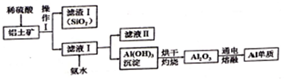 稀硫酸
铝土矿
操作Ⅰ
滤渣Ⅰ
(SiO₂)
滤液Ⅰ
氨水
滤液Ⅱ
Al(OH)₃
沉淀
烘干
灼烧
Al₂O₃
通电
熔融
Al单质